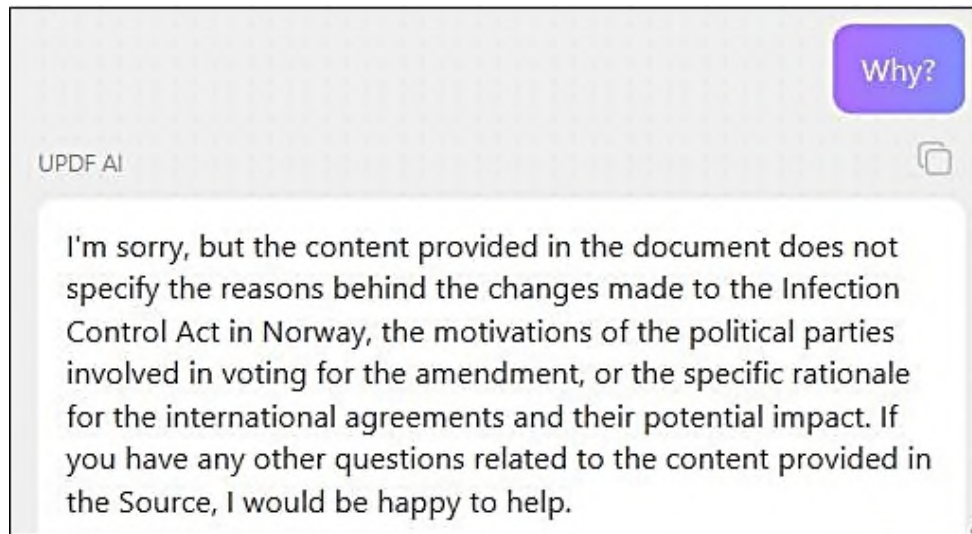 Why?
UPDF AI
I'm sorry, but the content provided in the document does not
specify the reasons behind the changes made to the Infection
Control Act in Norway, the motivations of the political parties
involved in voting for the amendment, or the specific rationale
for the international agreements and their potential impact. If
you have any other questions related to the content provided in
the Source, I would be happy to help.